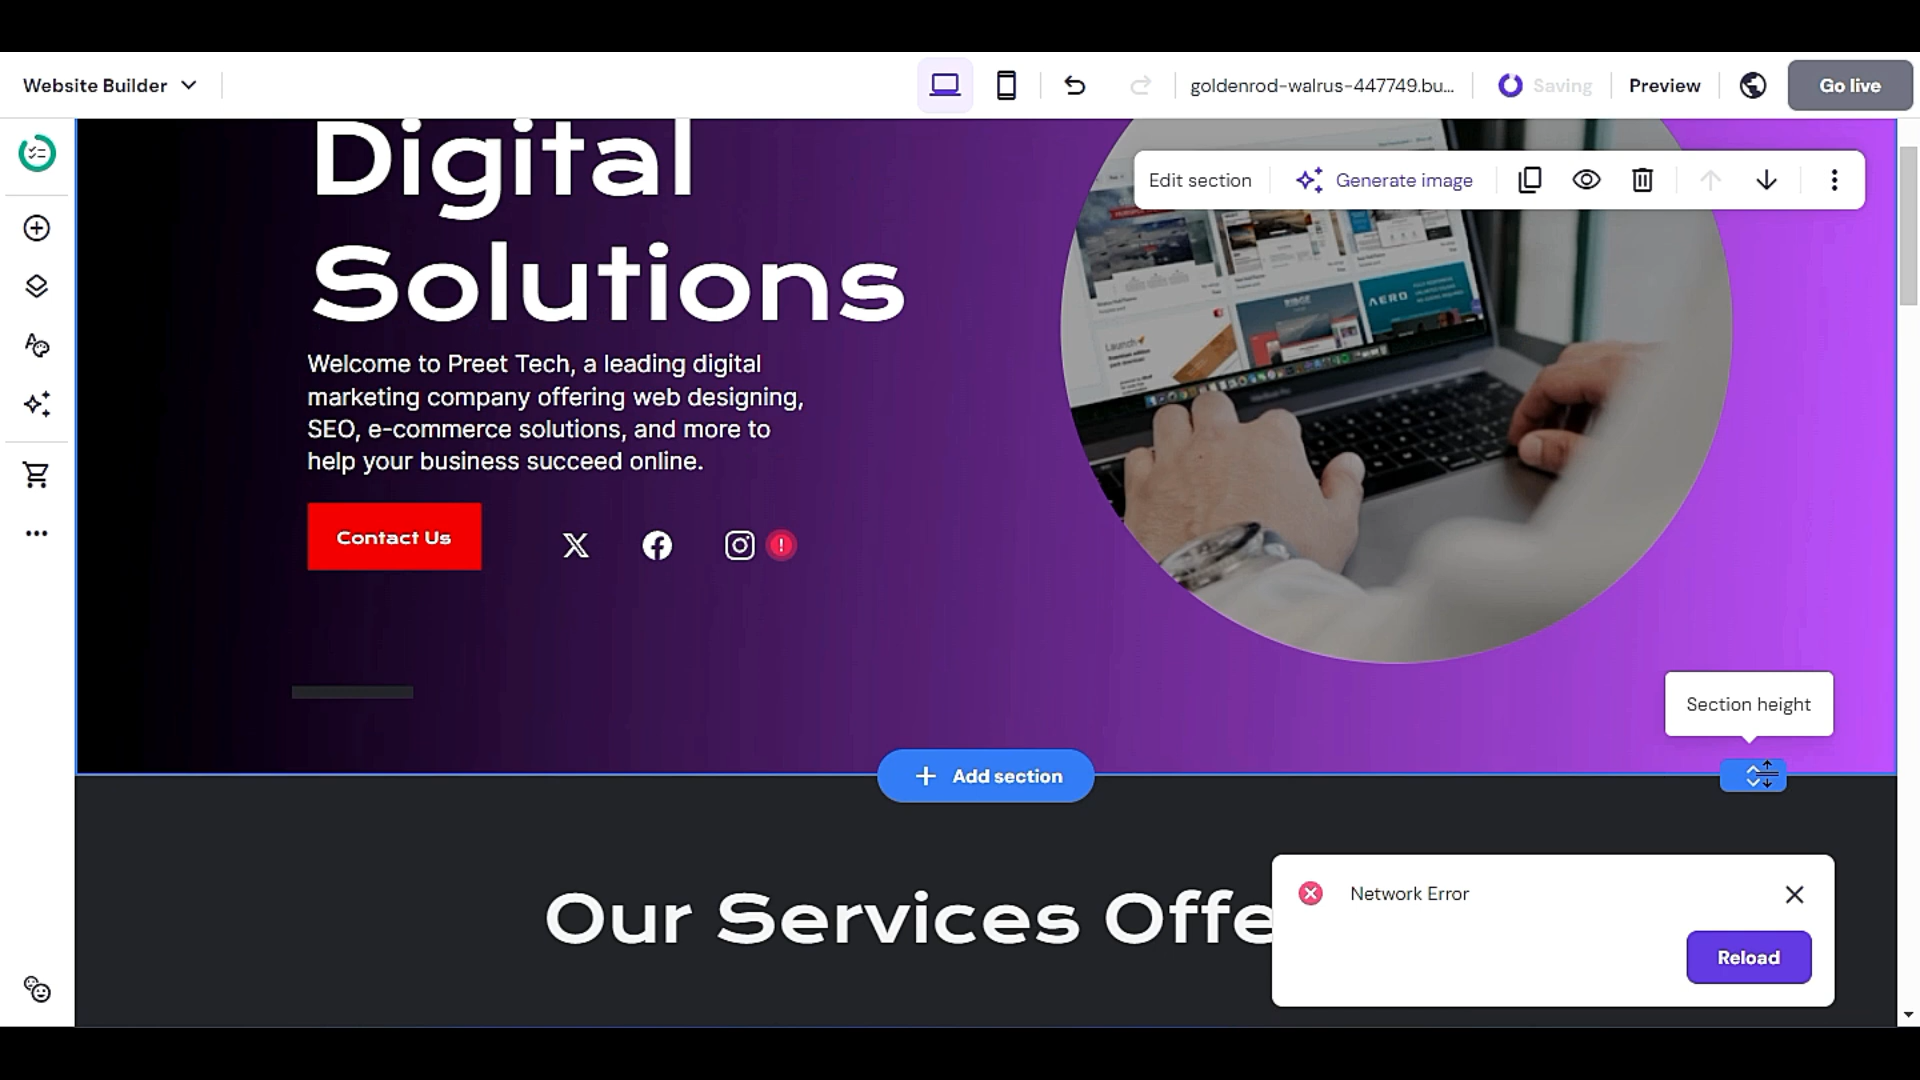 Website Builder
goldenrod-walrus-447749.bu...
Saving
Preview
Go live
Digital
Solutions
Edit section
Generate image
Welcome to Preet Tech, a leading digital
marketing company offering web designing,
SEO, e-commerce solutions, and more to
help your business succeed online.
Contact Us
Launch
AERO
Section height
Add section
Our Services Offe
Network Error
Reload